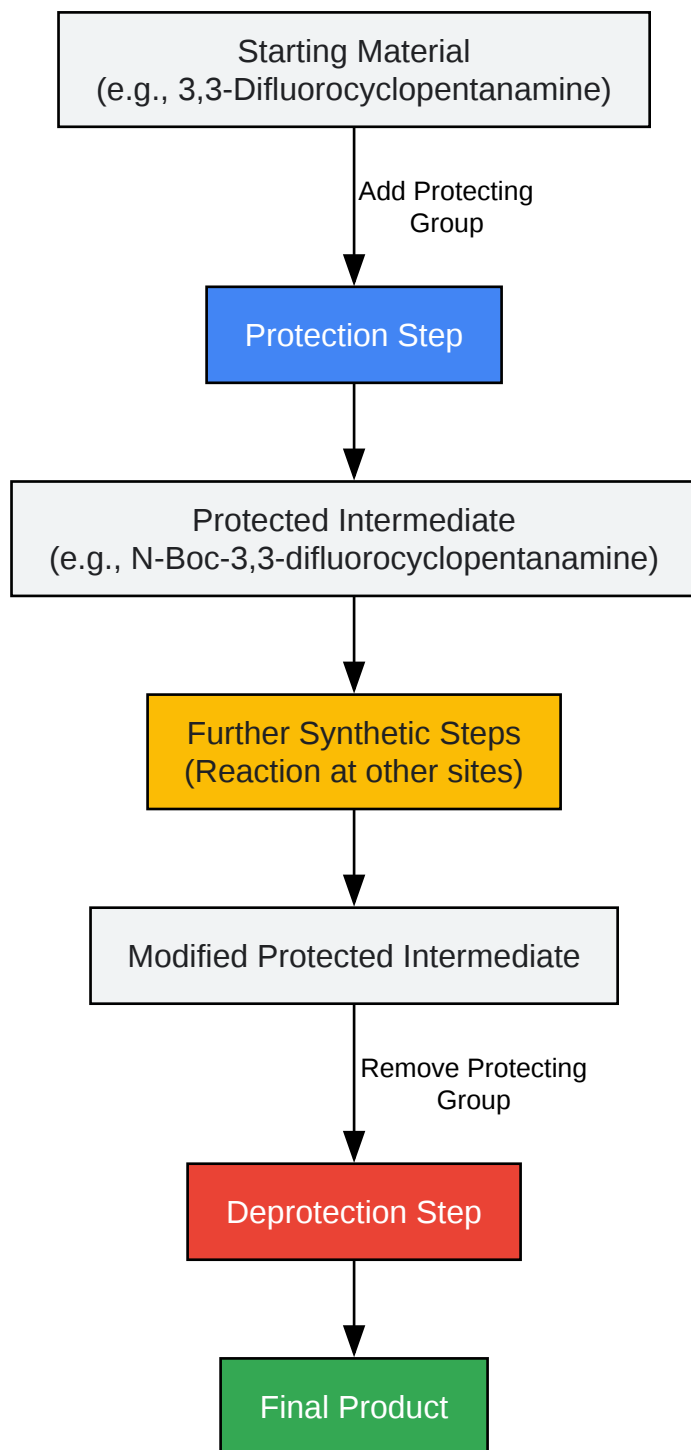 Starting Material
(e.g., 3,3-Difluorocyclopentanamine)
Add Protecting
Group
Protection Step
Protected Intermediate
(e.g., N-Boc-3,3-difluorocyclopentanamine)
Further Synthetic Steps
(Reaction at other sites)
Modified Protected Intermediate
Remove Protecting
Group
Deprotection Step
Final Product